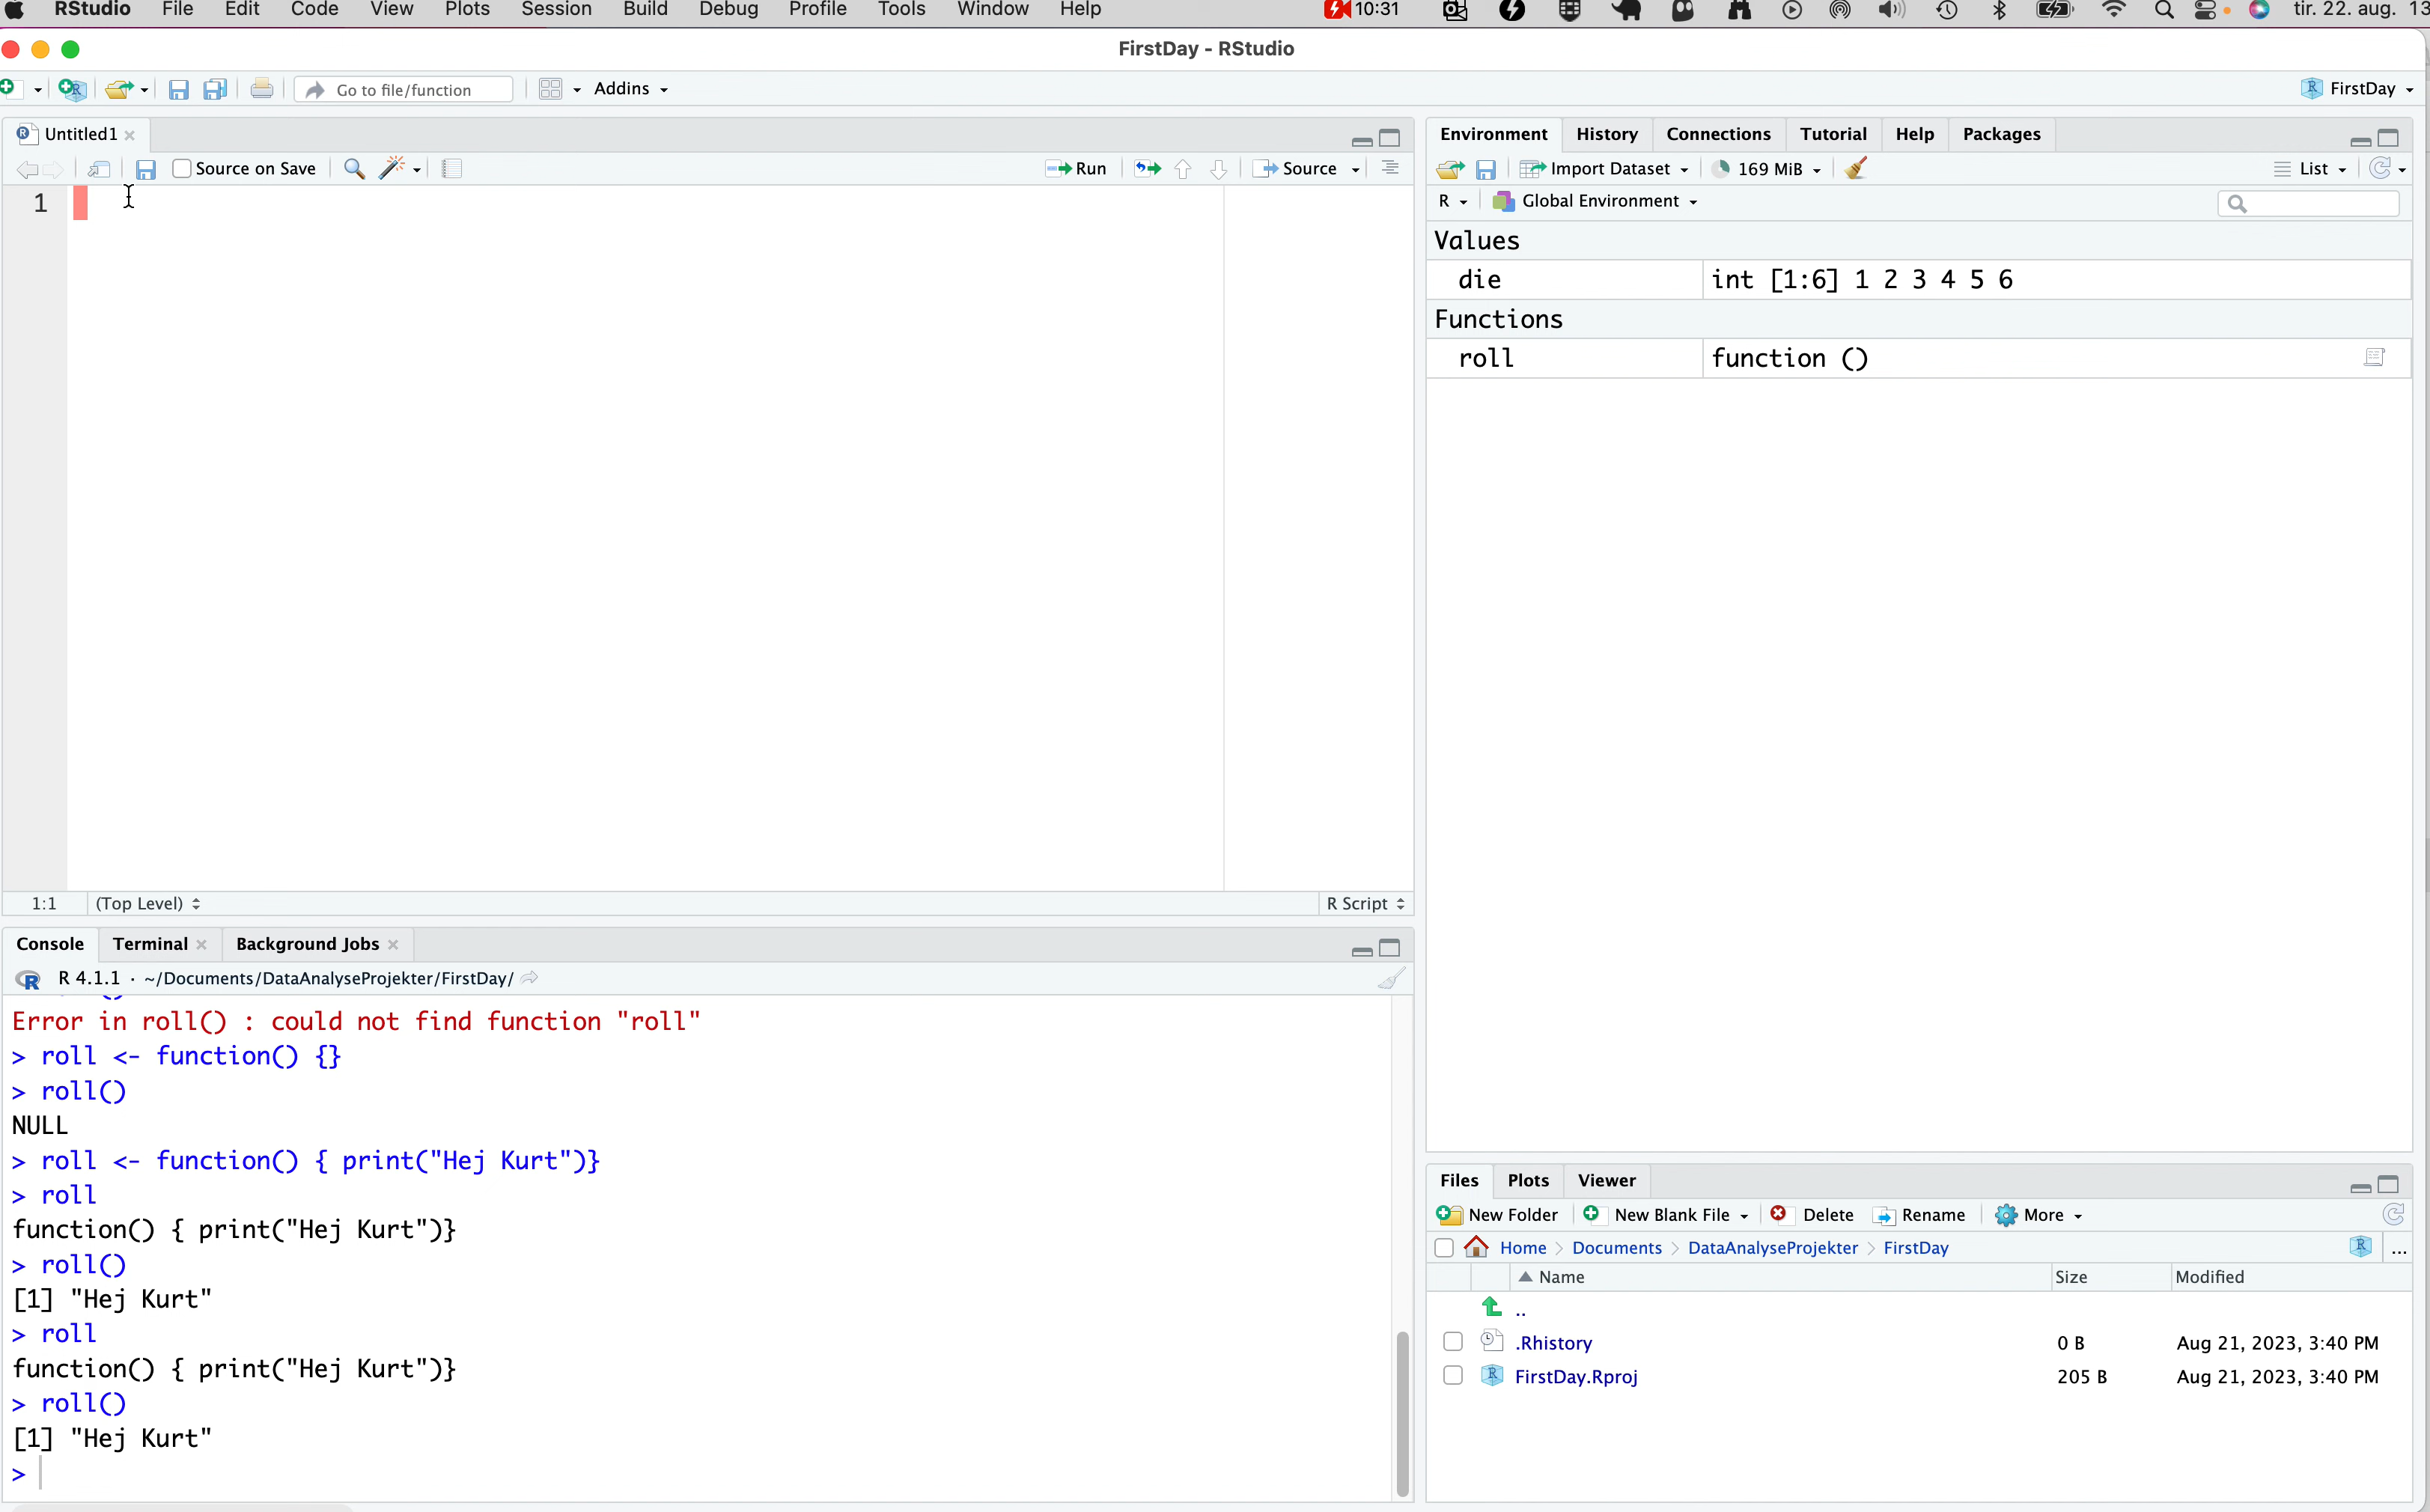 RStudio File Edit Code View Plots Session Build Debug Profile Tools Window Help 10:31 tir. 22. aug. 13
FirstDay - RStudio
Go to file/function Addins FirstDay
Untitled1
Source on Save Run Source
1
1:1 (Top Level) R Script
Console Terminal Background Jobs
R 4.1.1 · ~/Documents/DataAnalyseProjekter/FirstDay/
Error in roll() : could not find function "roll"
> roll <- function() {}
> roll()
NULL
> roll <- function() { print("Hej Kurt")}
> roll
function() { print("Hej Kurt")}
> roll()
[1] "Hej Kurt"
> roll
function() { print("Hej Kurt")}
> roll()
[1] "Hej Kurt"
>
Environment History Connections Tutorial Help Packages
Import Dataset 169 MiB List
R Global Environment
Values
die int [1:6] 1 2 3 4 5 6
Functions
roll function ()
Files Plots Viewer
New Folder New Blank File Delete Rename More
Home Documents DataAnalyseProjekter FirstDay R ...
Name Size Modified
..
.Rhistory 0 B Aug 21, 2023, 3:40 PM
FirstDay.Rproj 205 B Aug 21, 2023, 3:40 PM